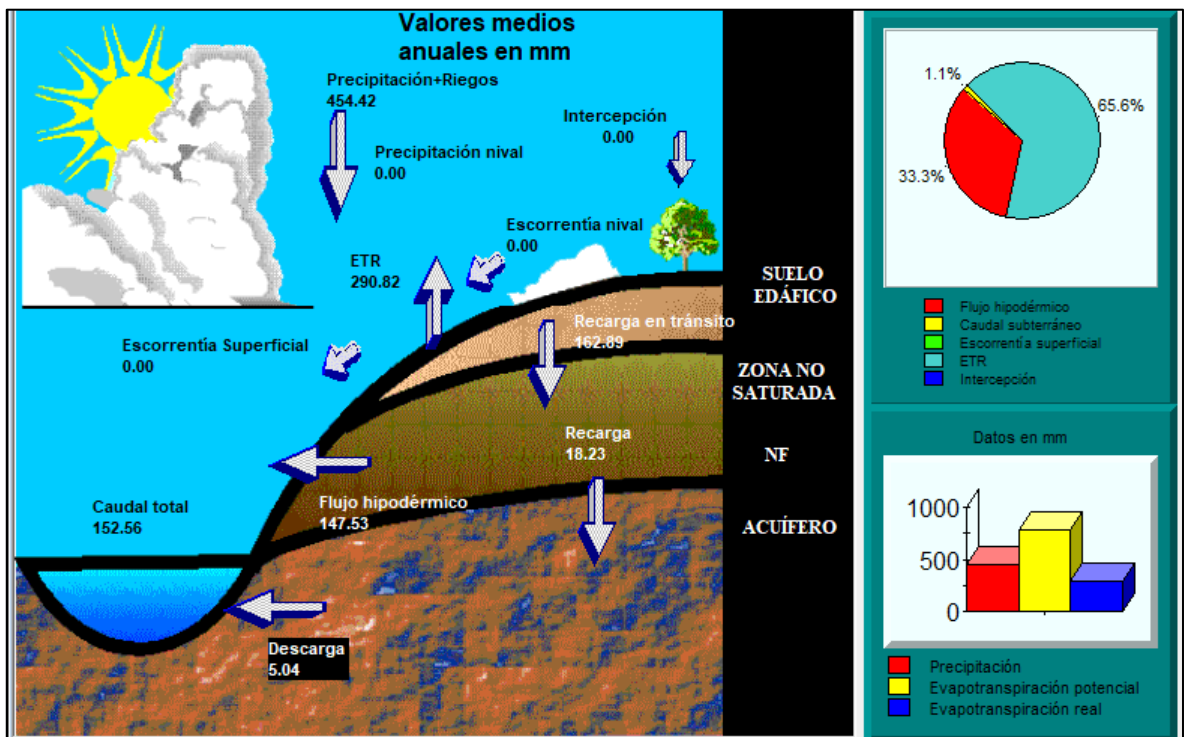 Valores medios
anuales en mm
Precipitación+Riegos
454.42
Intercepción
0.00
Precipitación nival
0.00
Escorrentía nival
0.00
ETR
290.82
SUELO
EDÁFICO
Recarga en tránsito
162.89
Escorrentía Superficial
0.00
ZONA NO
SATURADA
Recarga
18.23
NF
Flujo hipodérmico
147.53
Caudal total
152.56
ACUÍFERO
Descarga
5.04
1.1%
65.6%
33.3%
Flujo hipodérmico
Caudal subterráneo
Escorrentía superficial
ETR
Intercepción
Datos en mm
1000
500
0
Precipitación
Evapotranspiración potencial
Evapotranspiración real